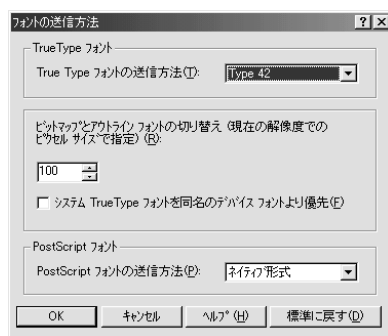 フォントの送信方法
TrueType フォント
True Type フォントの送信方法(T):
Type 42
ビットマップとアウトライン フォントの切り替え (現在の解像度での
ピクセル サイズで指定) (R):
100
システム TrueType フォントを同名のデバイス フォントより優先(F)
PostScript フォント
PostScript フォントの送信方法(P):
ネイティブ形式
OK
キャンセル
ヘルプ(H)
標準に戻す(D)